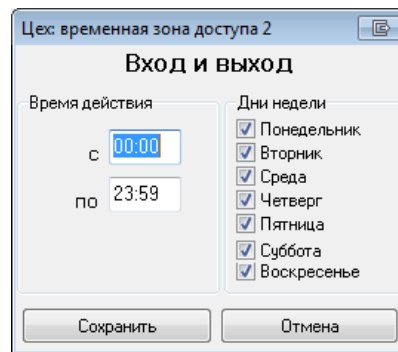 Цех: временная зона доступа 2
Вход и выход
Время действия
с 00:00
по 23:59
Дни недели
Понедельник
Вторник
Среда
Четверг
Пятница
Суббота
Воскресенье
Сохранить
Отмена